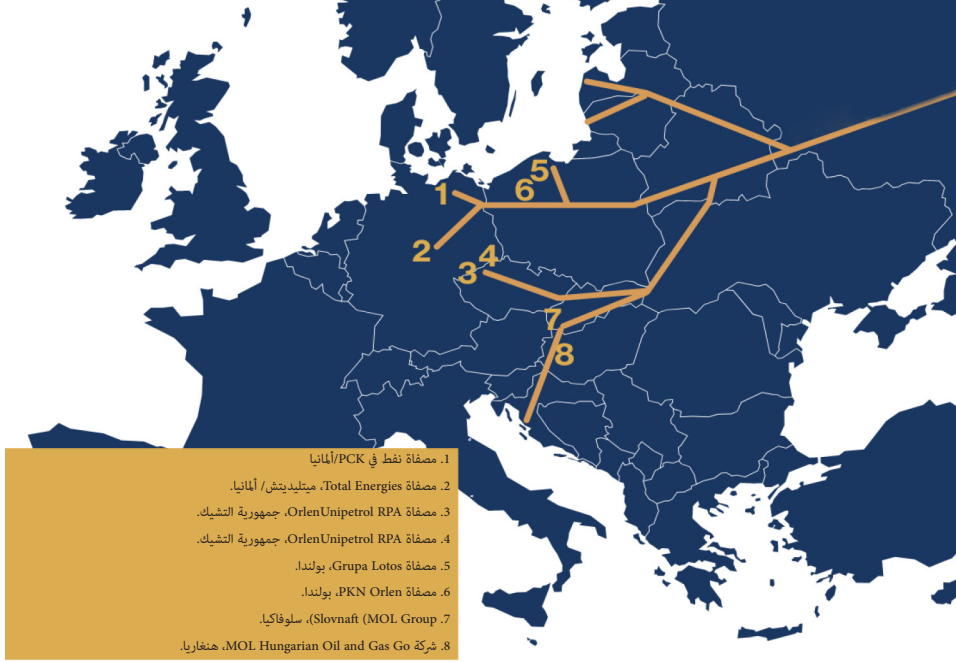 5
6
1
2
4
3
7
8
1. مصفاة نفط في PCK/ألمانيا
2. مصفاة Total Energies، ميتليديتش/ ألمانيا.
3. مصفاة OrlenUnipetrol RPA، جمهورية التشيك.
4. مصفاة OrlenUnipetrol RPA، جمهورية التشيك.
5. مصفاة Grupa Lotos، بولندا.
6. مصفاة PKN Orlen، بولندا.
7. Slovnaft (MOL Group)، سلوفاكيا.
8. شركة MOL Hungarian Oil and Gas Go، هنغاريا.